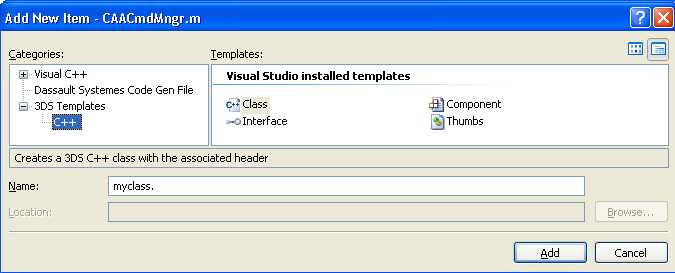 Add New Item - CAACmdMngr.m
Categories:
Templates:
Visual C++
Dassault Systemes Code Gen File
3DS Templates
C++
Visual Studio installed templates
Class
Component
Interface
Thumbs
Creates a 3DS C++ class with the associated header
Name:
myclass.
Location:
Browse...
Add
Cancel